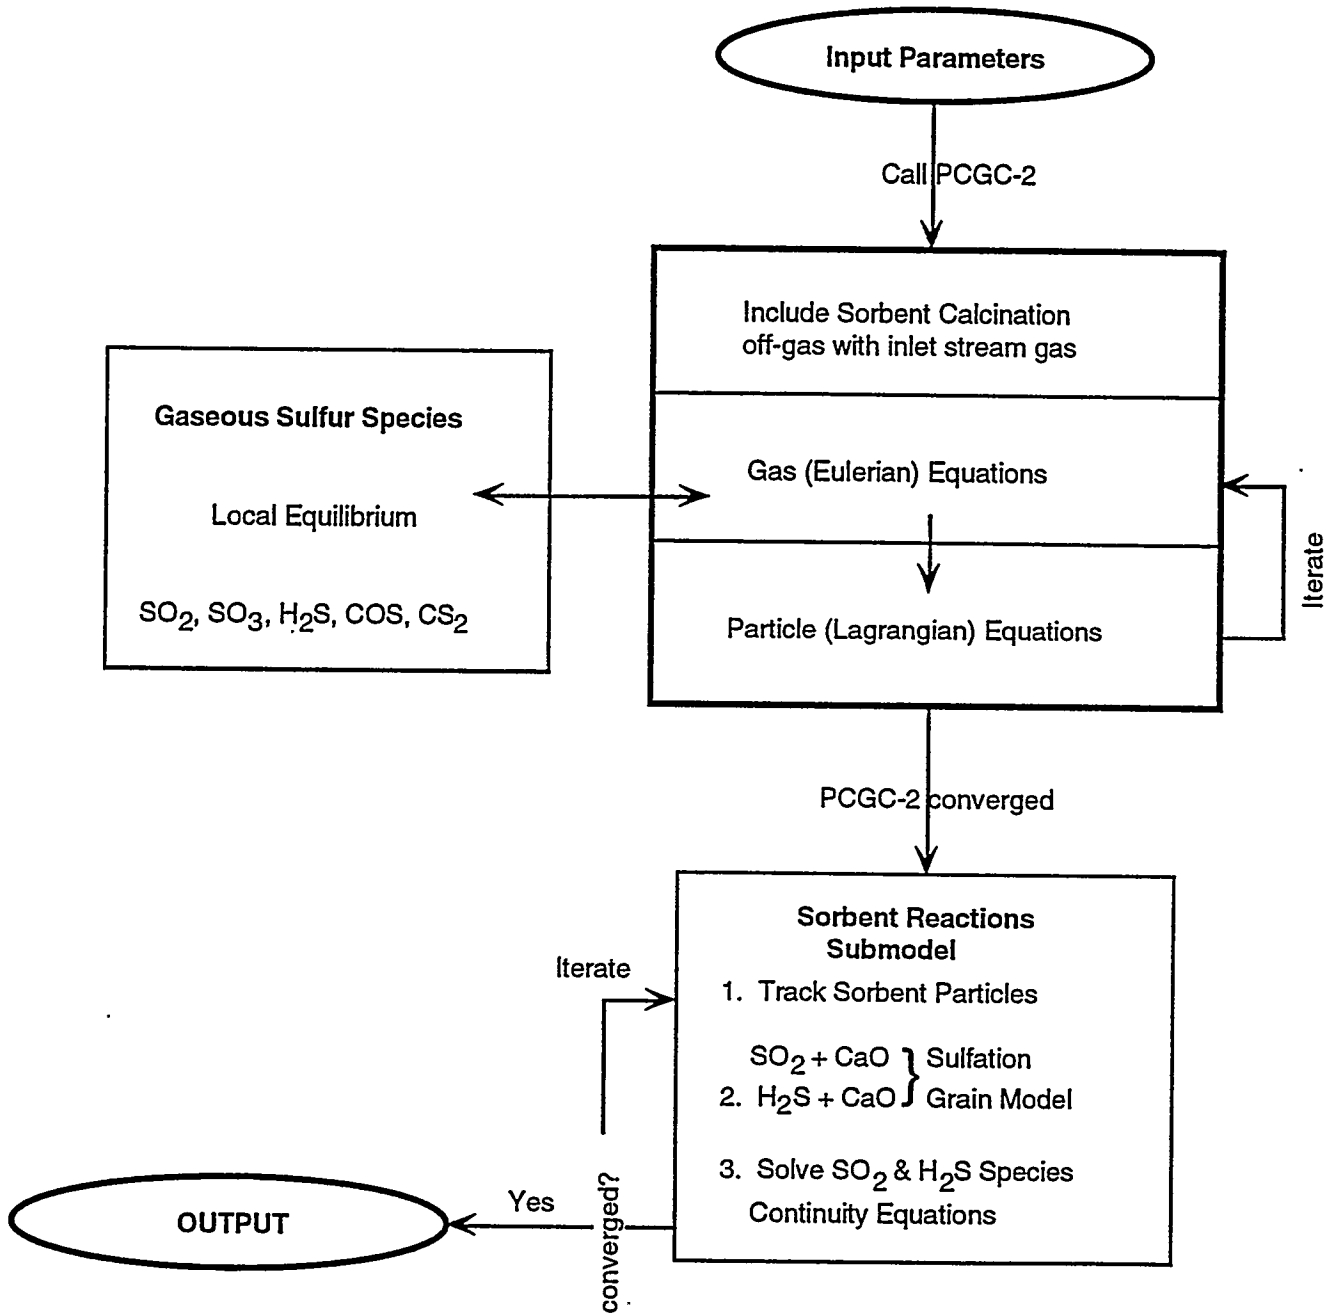 Input Parameters
Call PCGC-2
Include Sorbent Calcination
off-gas with inlet stream gas
Gaseous Sulfur Species
Local Equilibrium
SO2, SO3, H2S, COS, CS2
Gas (Eulerian) Equations
Particle (Lagrangian) Equations
Iterate
PCGC-2 converged
Sorbent Reactions
Submodel
1. Track Sorbent Particles
SO2 + CaO } Sulfation
2. H2S + CaO } Grain Model
3. Solve SO2 & H2S Species
Continuity Equations
Iterate
converged?
Yes
OUTPUT